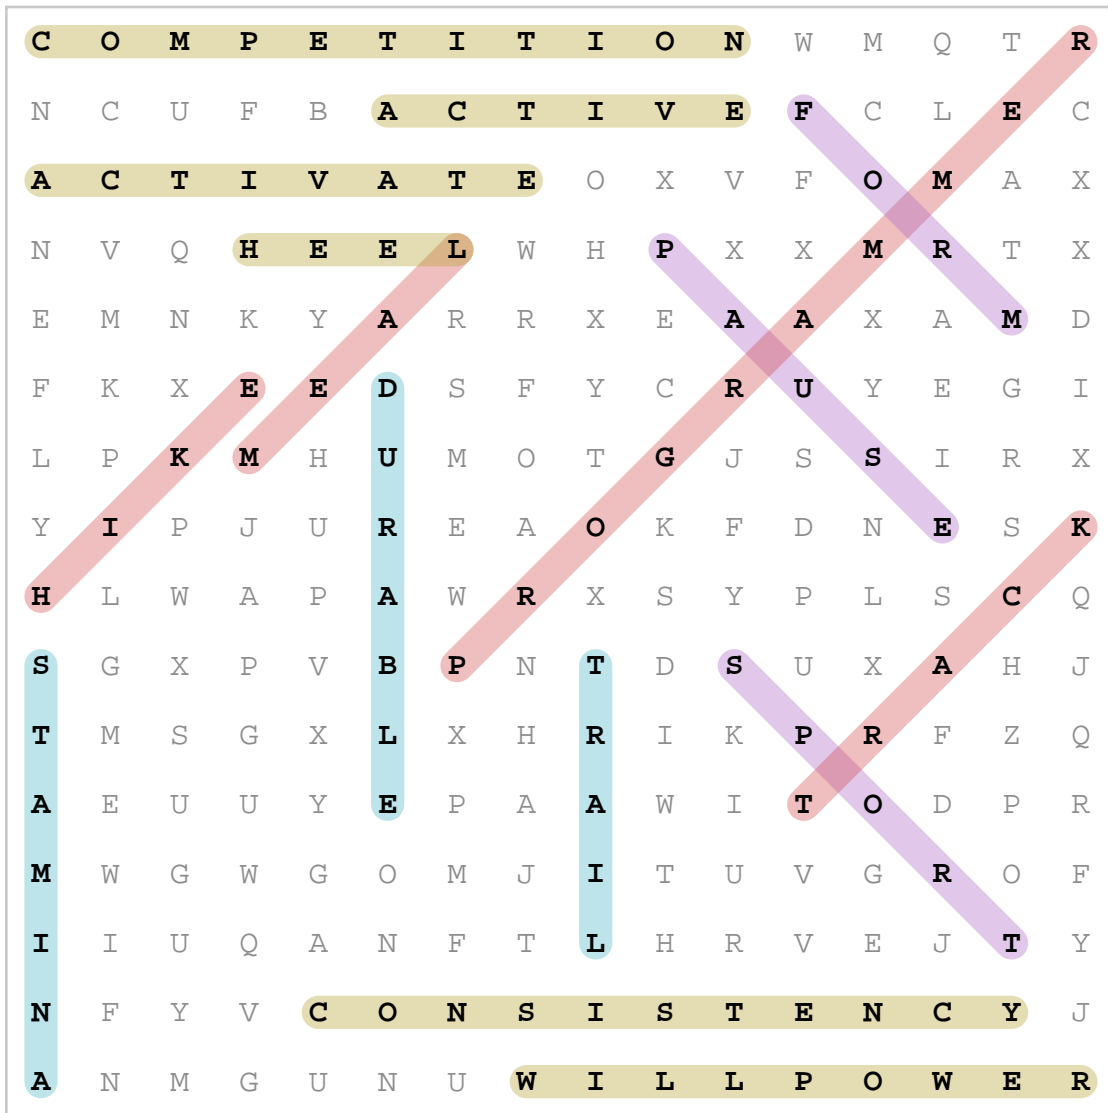 C O M P E T I T I O N W M Q T R
N C U F B A C T I V E F C L E C
A C T I V A T E O X V F O M A X
N V Q H E E L W H P X X M R T X
E M N K Y A R R X E A A X A M D
F K X E E D S F Y C R U Y E G I
L P K M H U M O T G J S S I R X
Y I P J U R E A O K F D N E S K
H L W A P A W R X S Y P L S C Q
S G X P V B P N T D S U X A H J
T M S G X L X H R I K P R F Z Q
A E U U Y E P A A W I T O D P R
M W G W G O M J I T U V G R O F
I I U Q A N F T L H R V E J T Y
N F Y V C O N S I S T E N C Y J
A N M G U N U W I L L P O W E R